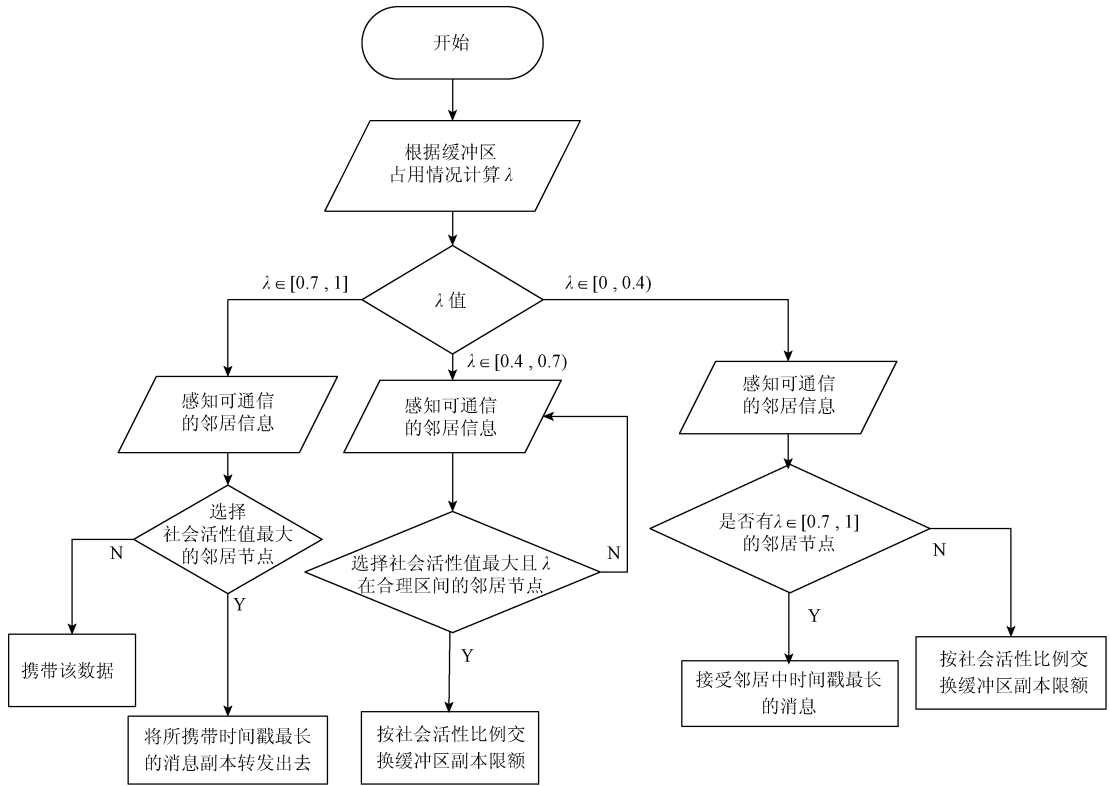 开始
根据缓冲区
占用情况计算 λ
λ 值
λ∈[0.7 , 1]
λ∈[0 , 0.4)
λ∈[0.4 , 0.7)
感知可通信
的邻居信息
感知可通信
的邻居信息
感知可通信
的邻居信息
选择
社会活性值最大
的邻居节点
N
Y
选择社会活性值最大且 λ
在合理区间的邻居节点
N
Y
是否有λ∈[0.7 , 1]
的邻居节点
N
Y
携带该数据
将所携带时间戳最长
的消息副本转发出去
按社会活性比例交
换缓冲区副本限额
接受邻居中时间戳最长
的消息
按社会活性比例交
换缓冲区副本限额